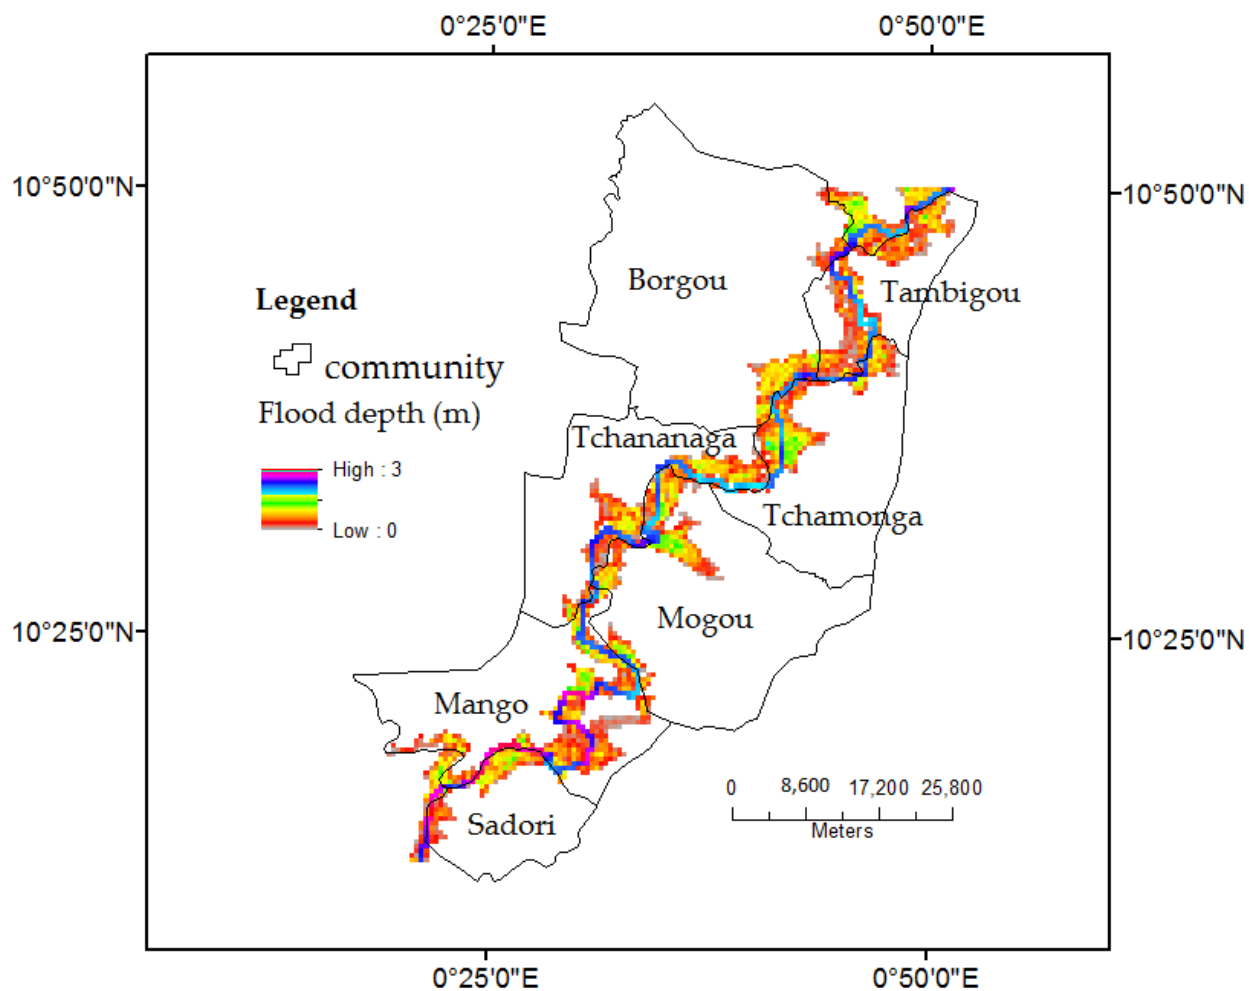 0°25'0"E
0°50'0"E
10°50'0"N
10°50'0"N
Borgou
Tambigou
Legend
community
Flood depth (m)
High : 3
Low : 0
Tchananaga
Tchamonga
Mogou
10°25'0"N
10°25'0"N
Mango
Sadori
0 8,600 17,200 25,800
Meters
0°25'0"E
0°50'0"E